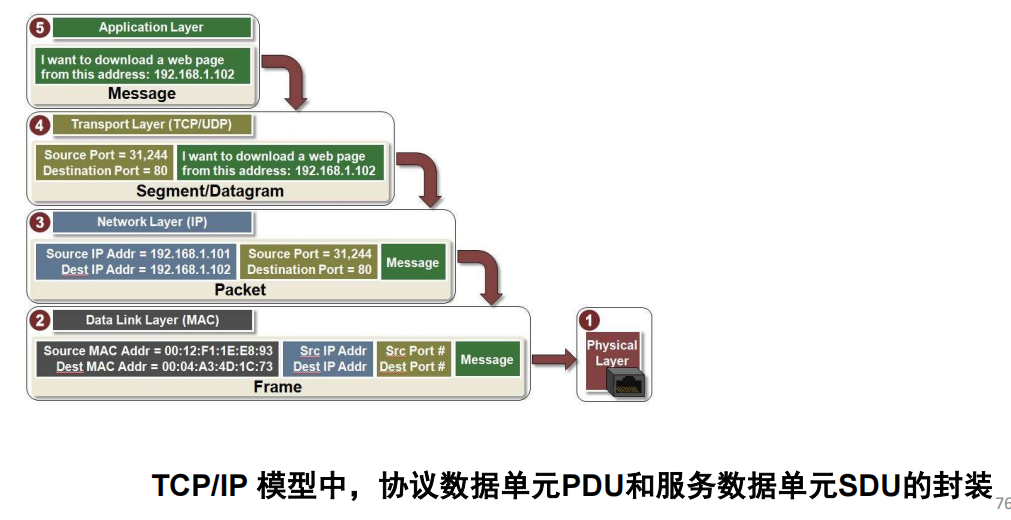 5
Application Layer
I want to download a web page
from this address: 192.168.1.102
Message
4
Transport Layer (TCP/UDP)
Source Port = 31,244
Destination Port = 80
I want to download a web page
from this address: 192.168.1.102
Segment/Datagram
3
Network Layer (IP)
Source IP Addr = 192.168.1.101
Dest IP Addr = 192.168.1.102
Source Port = 31,244
Destination Port = 80
Message
Packet
2
Data Link Layer (MAC)
Source MAC Addr = 00:12:F1:1E:E8:93
Dest MAC Addr = 00:04:A3:4D:1C:73
Src IP Addr
Dest IP Addr
Src Port #
Dest Port #
Message
Frame
1
Physical
Layer
TCP/IP 模型中，协议数据单元PDU和服务数据单元SDU的封装
76